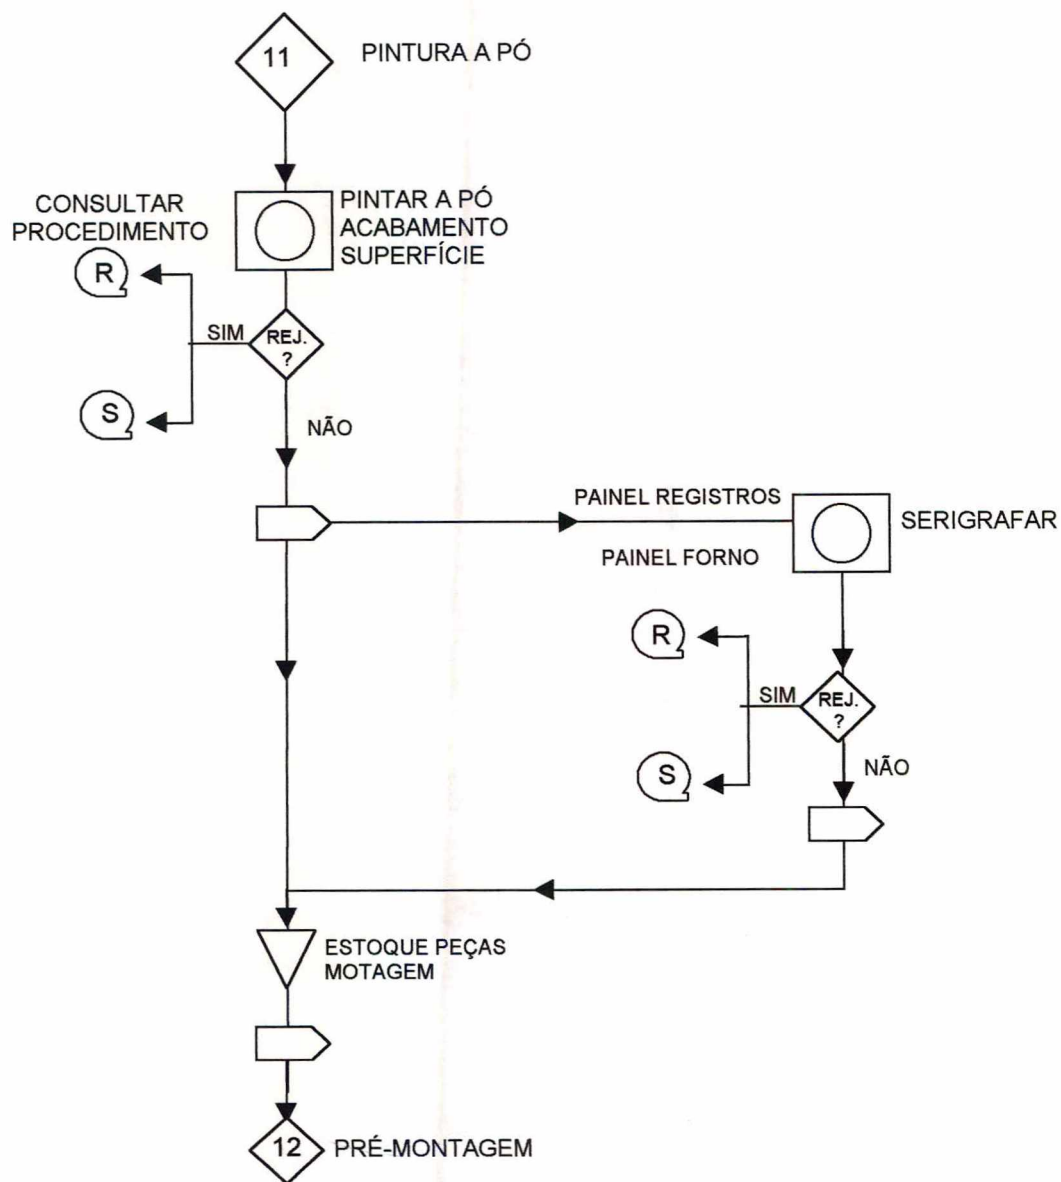 11
PINTURA A PÓ
CONSULTAR
PROCEDIMENTO
PINTAR A PÓ
ACABAMENTO
SUPERFÍCIE
R
SIM
REJ.
?
S
NÃO
PAINEL REGISTROS
SERIGRAFAR
PAINEL FORNO
R
SIM
REJ.
?
S
NÃO
ESTOQUE PEÇAS
MOTAGEM
12
PRÉ-MONTAGEM